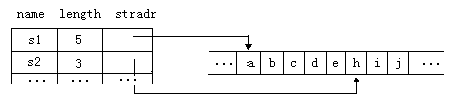 name length stradr
s1 5
··· a b c d e h i j ···
s2 3
··· ··· ···